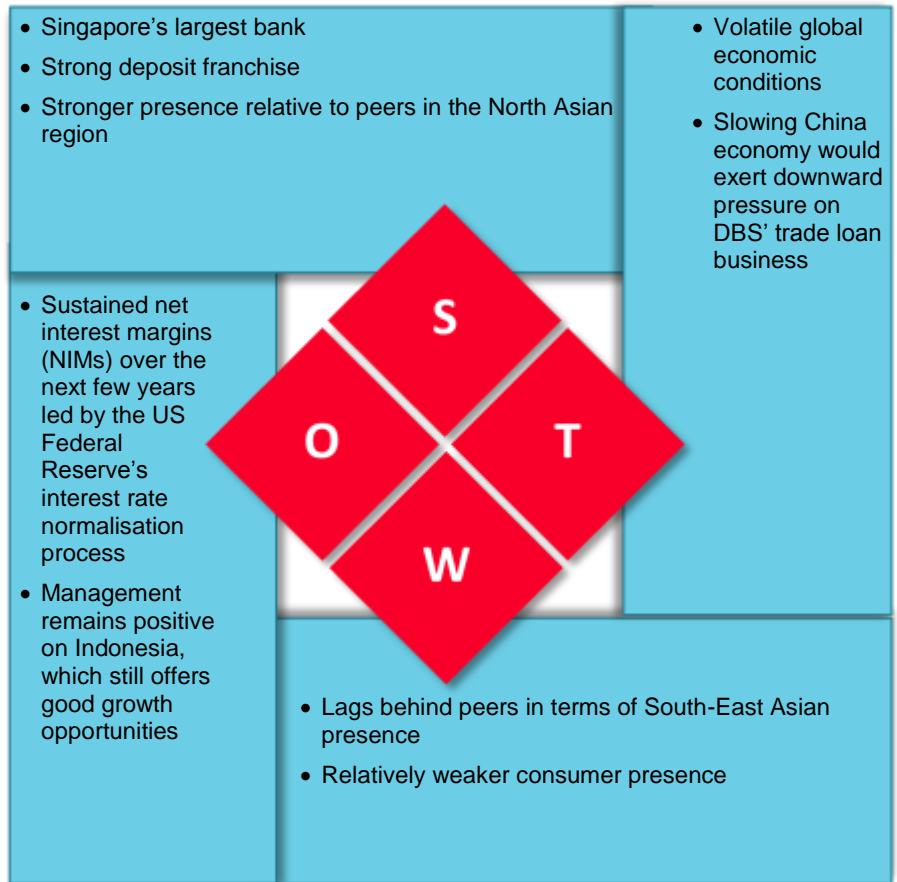 • Singapore's largest bank
• Strong deposit franchise
• Stronger presence relative to peers in the North Asian
region
• Volatile global
economic
conditions
• Slowing China
economy would
exert downward
pressure on
DBS' trade loan
business
• Sustained net
interest margins
(NIMs) over the
next few years
led by the US
Federal
Reserve's
interest rate
normalisation
process
• Management
remains positive
on Indonesia,
which still offers
good growth
opportunities
S
O
T
W
• Lags behind peers in terms of South-East Asian
presence
• Relatively weaker consumer presence